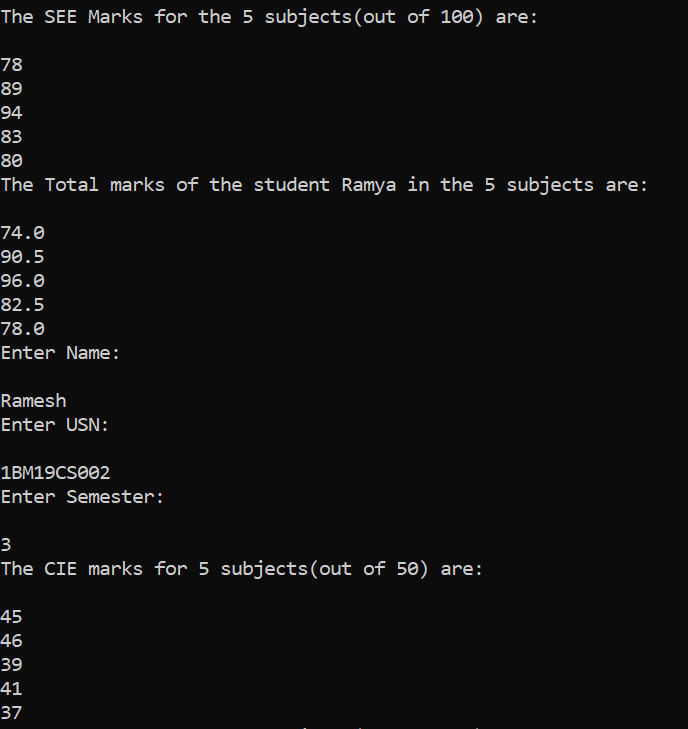 The SEE Marks for the 5 subjects(out of 100) are:
78
89
94
83
80
The Total marks of the student Ramya in the 5 subjects are:
74.0
90.5
96.0
82.5
78.0
Enter Name:
Ramesh
Enter USN:
1BM19CS002
Enter Semester:
3
The CIE marks for 5 subjects(out of 50) are:
45
46
39
41
37